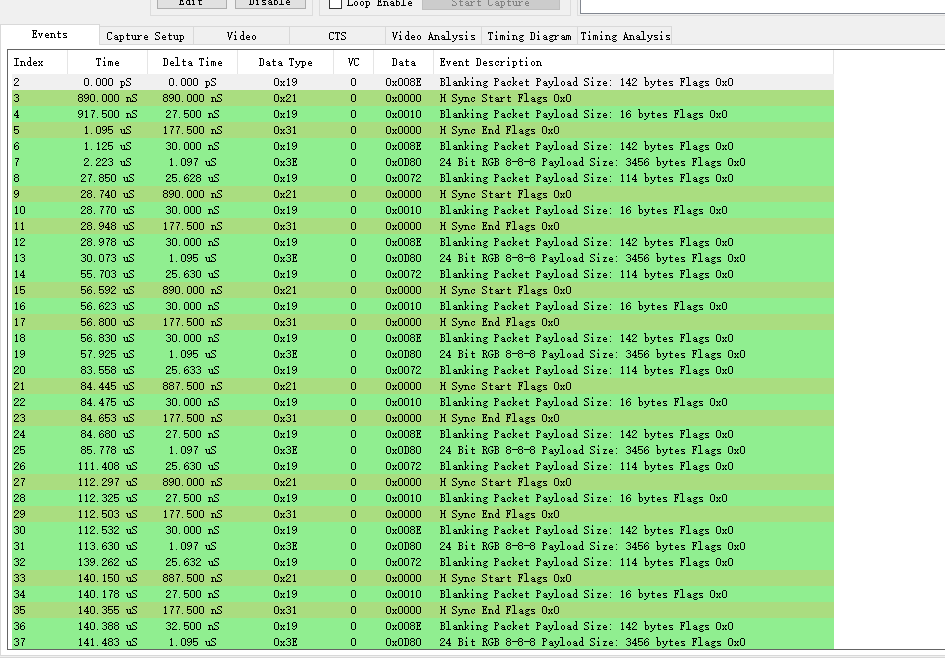 Edit Disable Loop Enable Start Capture
Events Capture Setup Video CTS Video Analysis Timing Diagram Timing Analysis
Index Time Delta Time Data Type VC Data Event Description
2 0.000 pS 0.000 pS 0x19 0 0x008E Blanking Packet Payload Size: 142 bytes Flags 0x0
3 890.000 nS 890.000 nS 0x21 0 0x0000 H Sync Start Flags 0x0
4 917.500 nS 27.500 nS 0x19 0 0x0010 Blanking Packet Payload Size: 16 bytes Flags 0x0
5 1.095 uS 177.500 nS 0x31 0 0x0000 H Sync End Flags 0x0
6 1.125 uS 30.000 nS 0x19 0 0x008E Blanking Packet Payload Size: 142 bytes Flags 0x0
7 2.223 uS 1.097 uS 0x3E 0 0x0D80 24 Bit RGB 8-8-8 Payload Size: 3456 bytes Flags 0x0
8 27.850 uS 25.628 uS 0x19 0 0x0072 Blanking Packet Payload Size: 114 bytes Flags 0x0
9 28.740 uS 890.000 nS 0x21 0 0x0000 H Sync Start Flags 0x0
10 28.770 uS 30.000 nS 0x19 0 0x0010 Blanking Packet Payload Size: 16 bytes Flags 0x0
11 28.948 uS 177.500 nS 0x31 0 0x0000 H Sync End Flags 0x0
12 28.978 uS 30.000 nS 0x19 0 0x008E Blanking Packet Payload Size: 142 bytes Flags 0x0
13 30.073 uS 1.095 uS 0x3E 0 0x0D80 24 Bit RGB 8-8-8 Payload Size: 3456 bytes Flags 0x0
14 55.703 uS 25.630 uS 0x19 0 0x0072 Blanking Packet Payload Size: 114 bytes Flags 0x0
15 56.592 uS 890.000 nS 0x21 0 0x0000 H Sync Start Flags 0x0
16 56.623 uS 30.000 nS 0x19 0 0x0010 Blanking Packet Payload Size: 16 bytes Flags 0x0
17 56.800 uS 177.500 nS 0x31 0 0x0000 H Sync End Flags 0x0
18 56.830 uS 30.000 nS 0x19 0 0x008E Blanking Packet Payload Size: 142 bytes Flags 0x0
19 57.925 uS 1.095 uS 0x3E 0 0x0D80 24 Bit RGB 8-8-8 Payload Size: 3456 bytes Flags 0x0
20 83.558 uS 25.633 uS 0x19 0 0x0072 Blanking Packet Payload Size: 114 bytes Flags 0x0
21 84.445 uS 887.500 nS 0x21 0 0x0000 H Sync Start Flags 0x0
22 84.475 uS 30.000 nS 0x19 0 0x0010 Blanking Packet Payload Size: 16 bytes Flags 0x0
23 84.653 uS 177.500 nS 0x31 0 0x0000 H Sync End Flags 0x0
24 84.680 uS 27.500 nS 0x19 0 0x008E Blanking Packet Payload Size: 142 bytes Flags 0x0
25 85.778 uS 1.097 uS 0x3E 0 0x0D80 24 Bit RGB 8-8-8 Payload Size: 3456 bytes Flags 0x0
26 111.408 uS 25.630 uS 0x19 0 0x0072 Blanking Packet Payload Size: 114 bytes Flags 0x0
27 112.297 uS 890.000 nS 0x21 0 0x0000 H Sync Start Flags 0x0
28 112.325 uS 27.500 nS 0x19 0 0x0010 Blanking Packet Payload Size: 16 bytes Flags 0x0
29 112.503 uS 177.500 nS 0x31 0 0x0000 H Sync End Flags 0x0
30 112.532 uS 30.000 nS 0x19 0 0x008E Blanking Packet Payload Size: 142 bytes Flags 0x0
31 113.630 uS 1.097 uS 0x3E 0 0x0D80 24 Bit RGB 8-8-8 Payload Size: 3456 bytes Flags 0x0
32 139.262 uS 25.632 uS 0x19 0 0x0072 Blanking Packet Payload Size: 114 bytes Flags 0x0
33 140.150 uS 887.500 nS 0x21 0 0x0000 H Sync Start Flags 0x0
34 140.178 uS 27.500 nS 0x19 0 0x0010 Blanking Packet Payload Size: 16 bytes Flags 0x0
35 140.355 uS 177.500 nS 0x31 0 0x0000 H Sync End Flags 0x0
36 140.388 uS 32.500 nS 0x19 0 0x008E Blanking Packet Payload Size: 142 bytes Flags 0x0
37 141.483 uS 1.095 uS 0x3E 0 0x0D80 24 Bit RGB 8-8-8 Payload Size: 3456 bytes Flags 0x0